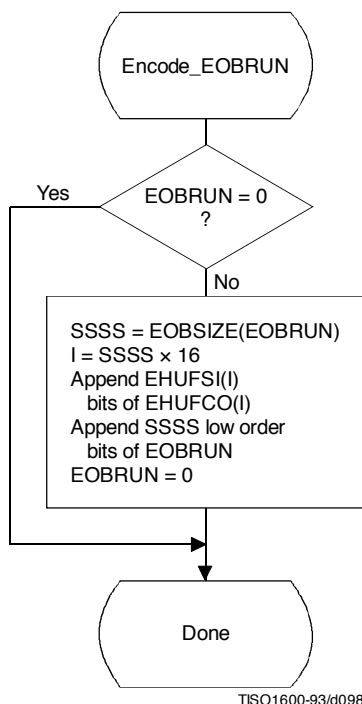 Encode_EOBRUN
Yes
EOBRUN = 0
?
No
SSSS = EOBSIZE(EOBRUN)
I = SSSS × 16
Append EHUFSI(I)
bits of EHUFCO(I)
Append SSSS low order
bits of EOBRUN
EOBRUN = 0
Done
TISO1600-93/d098